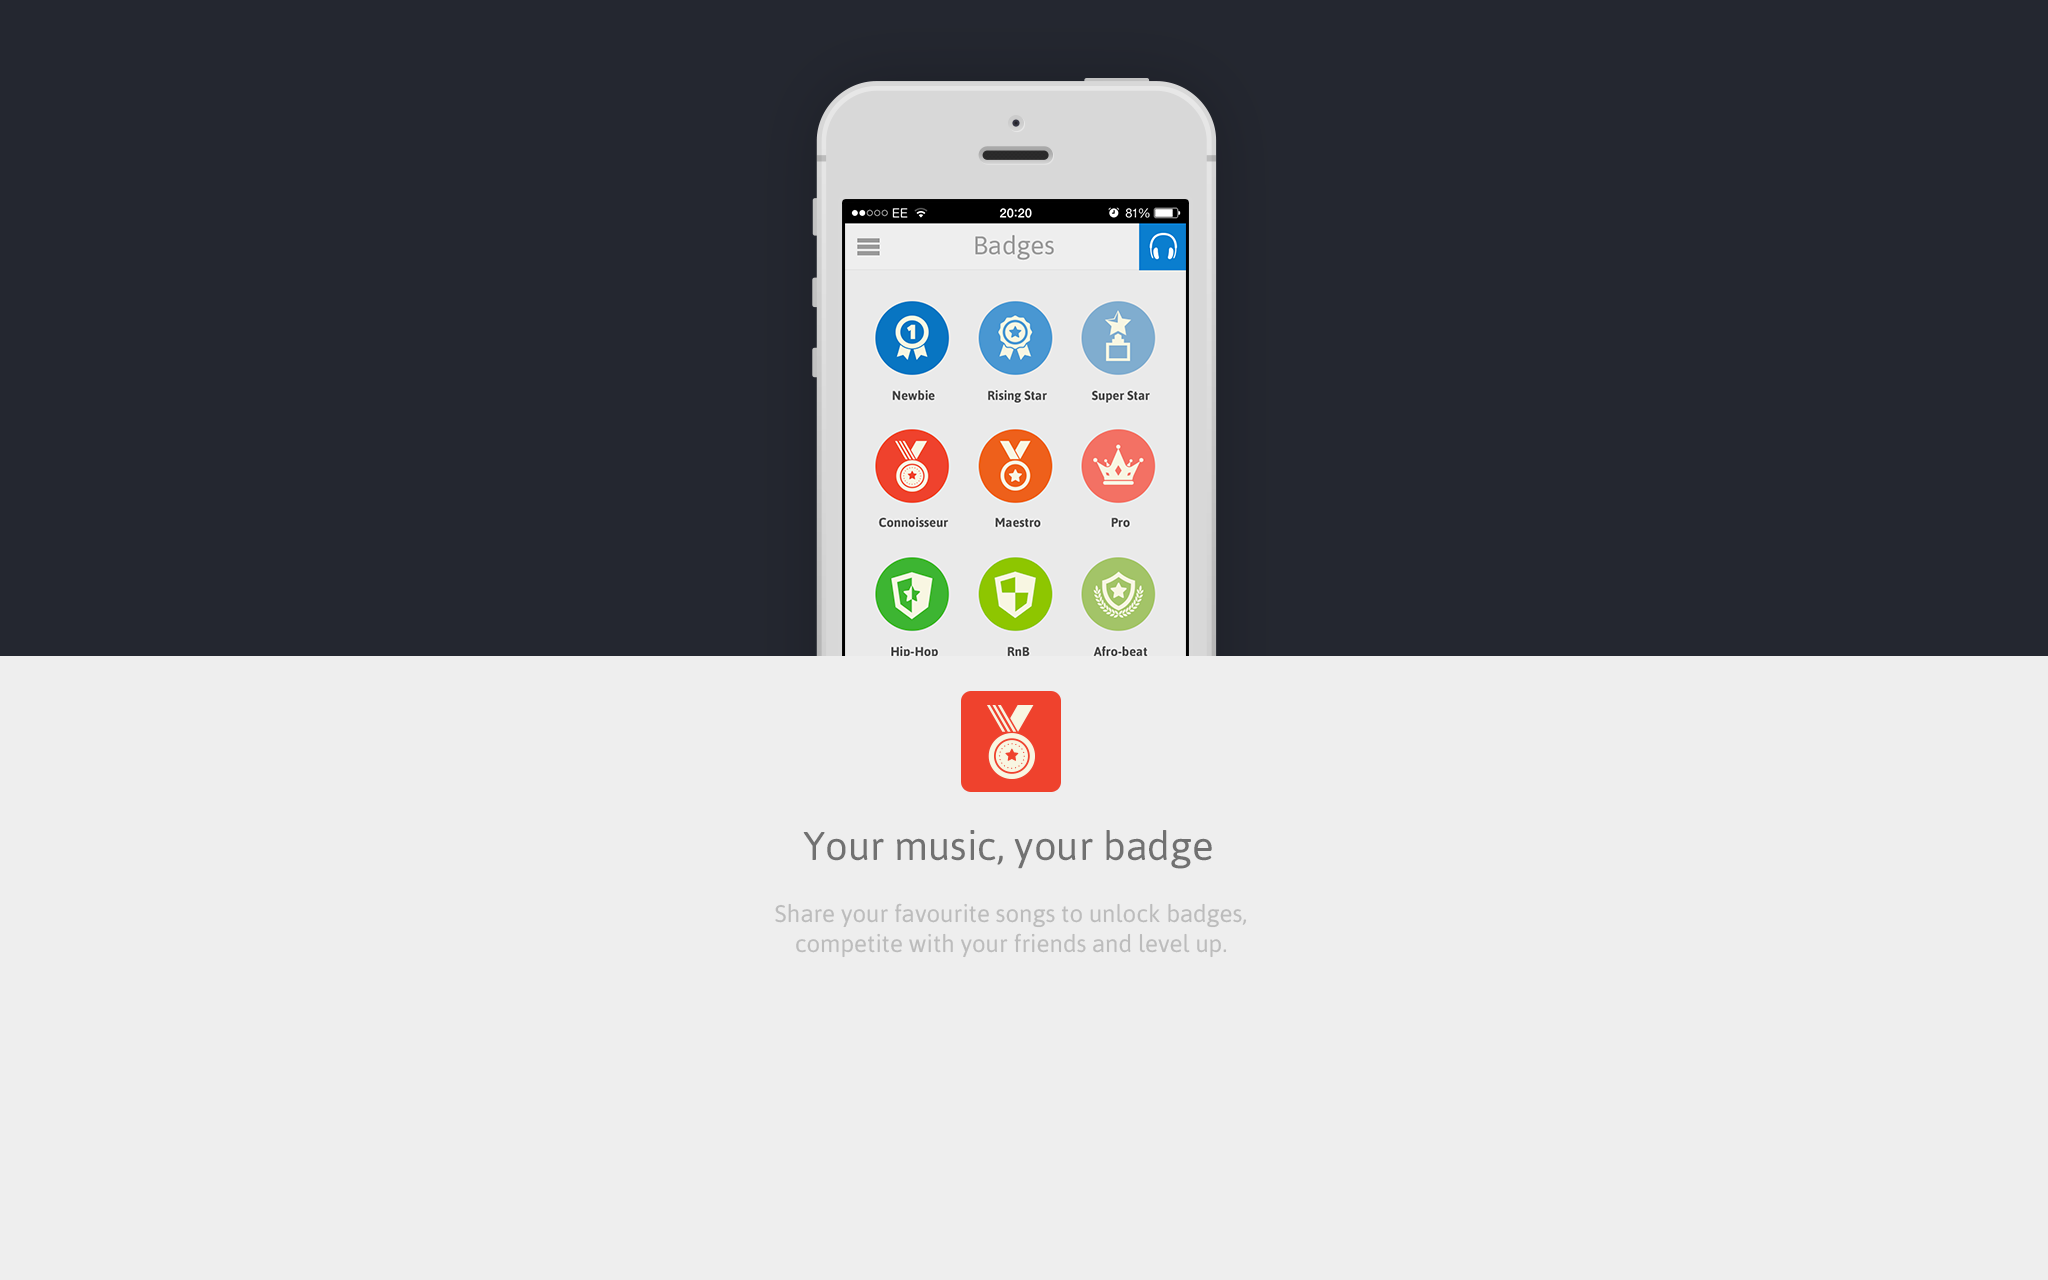 EE 20:20 81%
Badges
1
Newbie Rising Star Super Star
Connoisseur Maestro Pro
Hip-Hop RnB Afro-beat
Your music, your badge
Share your favourite songs to unlock badges,
competite with your friends and level up.